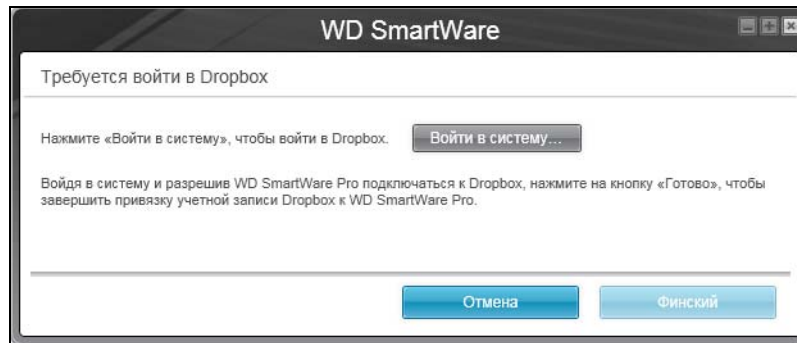 WD SmartWare
Требуется войти в Dropbox
Нажмите «Войти в систему», чтобы войти в Dropbox. Войти в систему...
Войдя в систему и разрешив WD SmartWare Pro подключаться к Dropbox, нажмите на кнопку «Готово», чтобы
завершить привязку учетной записи Dropbox к WD SmartWare Pro.
Отмена Финский